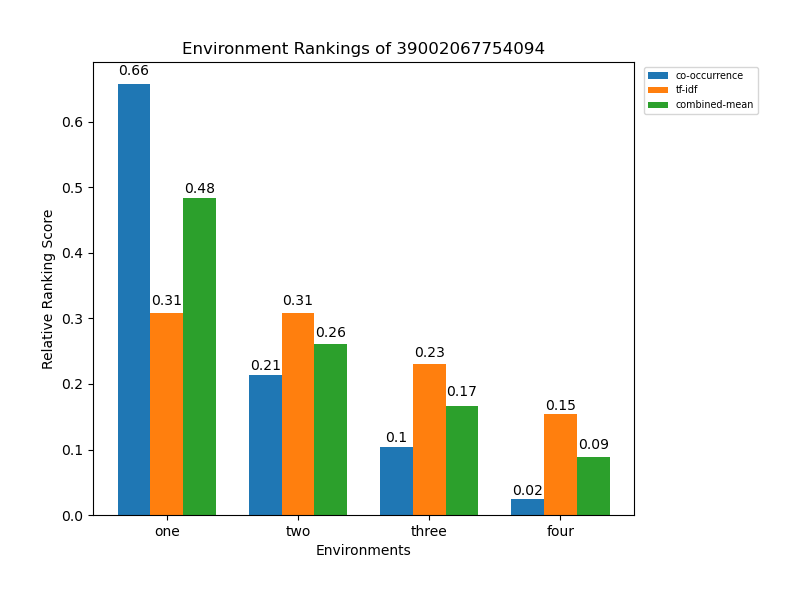 Environment Rankings of 39002067754094
co-occurrence
tf-idf
combined-mean
Relative Ranking Score
0.6
0.5
0.4
0.3
0.2
0.1
0.0
0.66
0.31
0.48
0.21
0.31
0.26
0.1
0.23
0.17
0.02
0.15
0.09
one
two
three
four
Environments